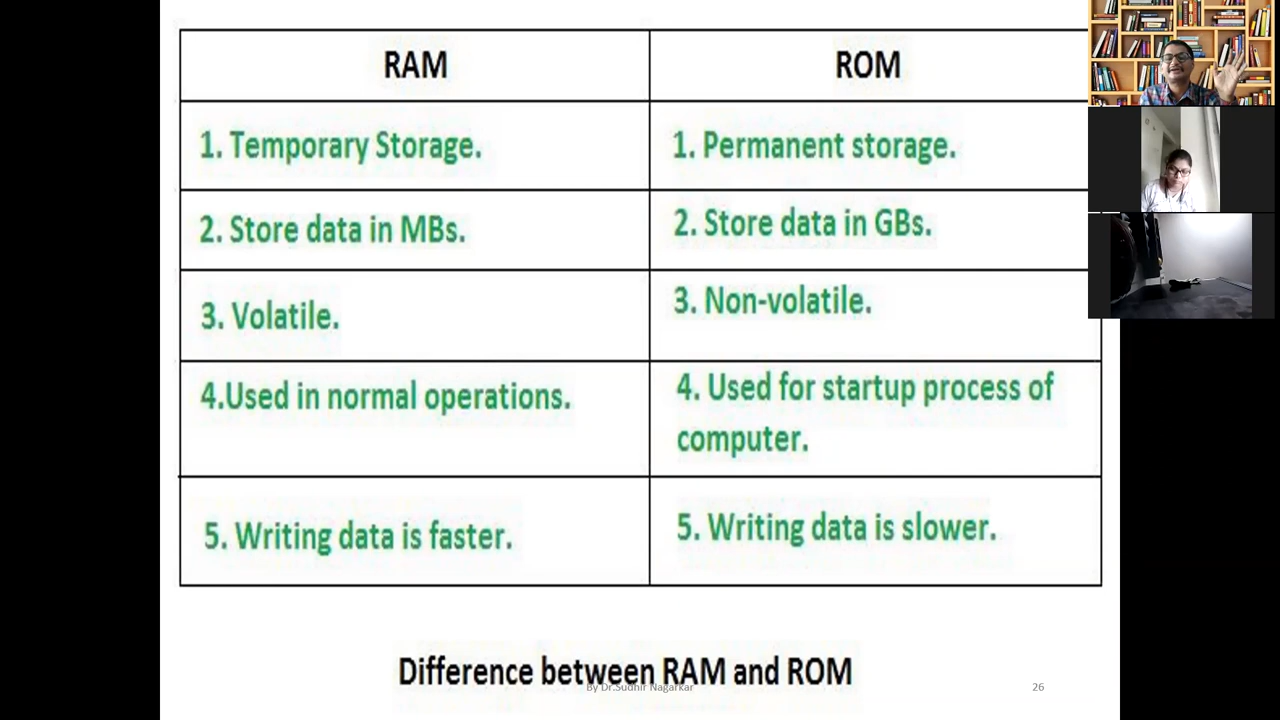 RAM
ROM
1. Temporary Storage.
1. Permanent storage.
2. Store data in MBs.
2. Store data in GBs.
3. Volatile.
3. Non-volatile.
4.Used in normal operations.
4. Used for startup process of
computer.
5. Writing data is faster.
5. Writing data is slower.
Difference between RAM and ROM
By Dr.Sudhir Nagarkar
26